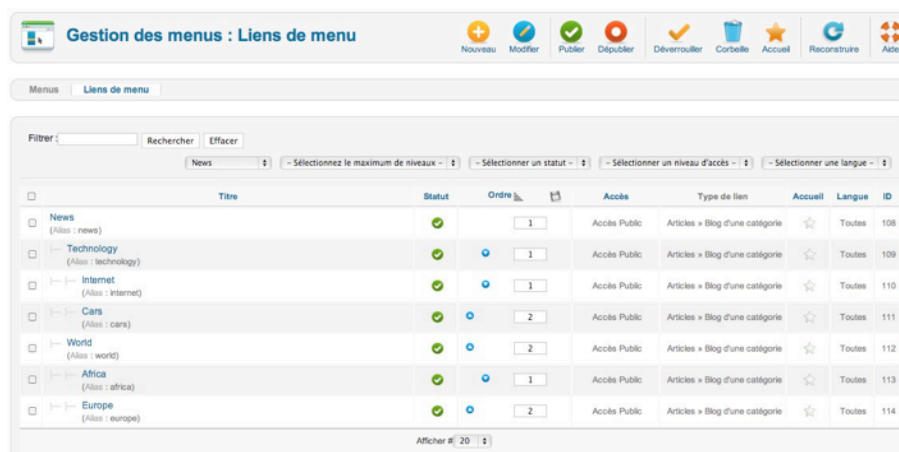 Gestion des menus : Liens de menu
Nouveau Modifier Publier Dépublier Déverrouiller Corbeille Accueil Reconstruire Aide
Menus Liens de menu
Filtrer : Rechercher Effacer
News - Sélectionnez le maximum de niveaux - - Sélectionner un statut - - Sélectionner un niveau d'accès - - Sélectionner une langue -
Titre Statut Ordre Accès Type de lien Accueil Langue ID
News 1 Accès Public Articles » Blog d'une catégorie Toutes 108
(Alias : news)
Technology 1 Accès Public Articles » Blog d'une catégorie Toutes 109
(Alias : technology)
Internet 1 Accès Public Articles » Blog d'une catégorie Toutes 110
(Alias : internet)
Cars 2 Accès Public Articles » Blog d'une catégorie Toutes 111
(Alias : cars)
World 2 Accès Public Articles » Blog d'une catégorie Toutes 112
(Alias : world)
Africa 1 Accès Public Articles » Blog d'une catégorie Toutes 113
(Alias : africa)
Europe 2 Accès Public Articles » Blog d'une catégorie Toutes 114
(Alias : europe)
Afficher # 20